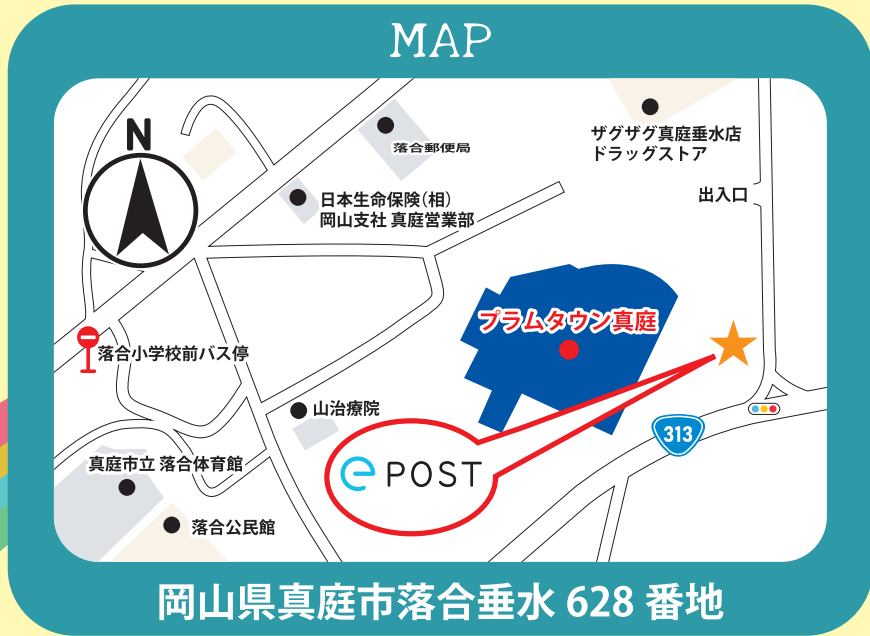 MAP
N
落合郵便局
ザグザグ真庭垂水店
ドラッグストア
日本生命保険(相)
岡山支社 真庭営業部
出入口
プラムタウン真庭
落合小学校前バス停
山治療院
313
真庭市立 落合体育館
e POST
落合公民館
岡山県真庭市落合垂水 628 番地